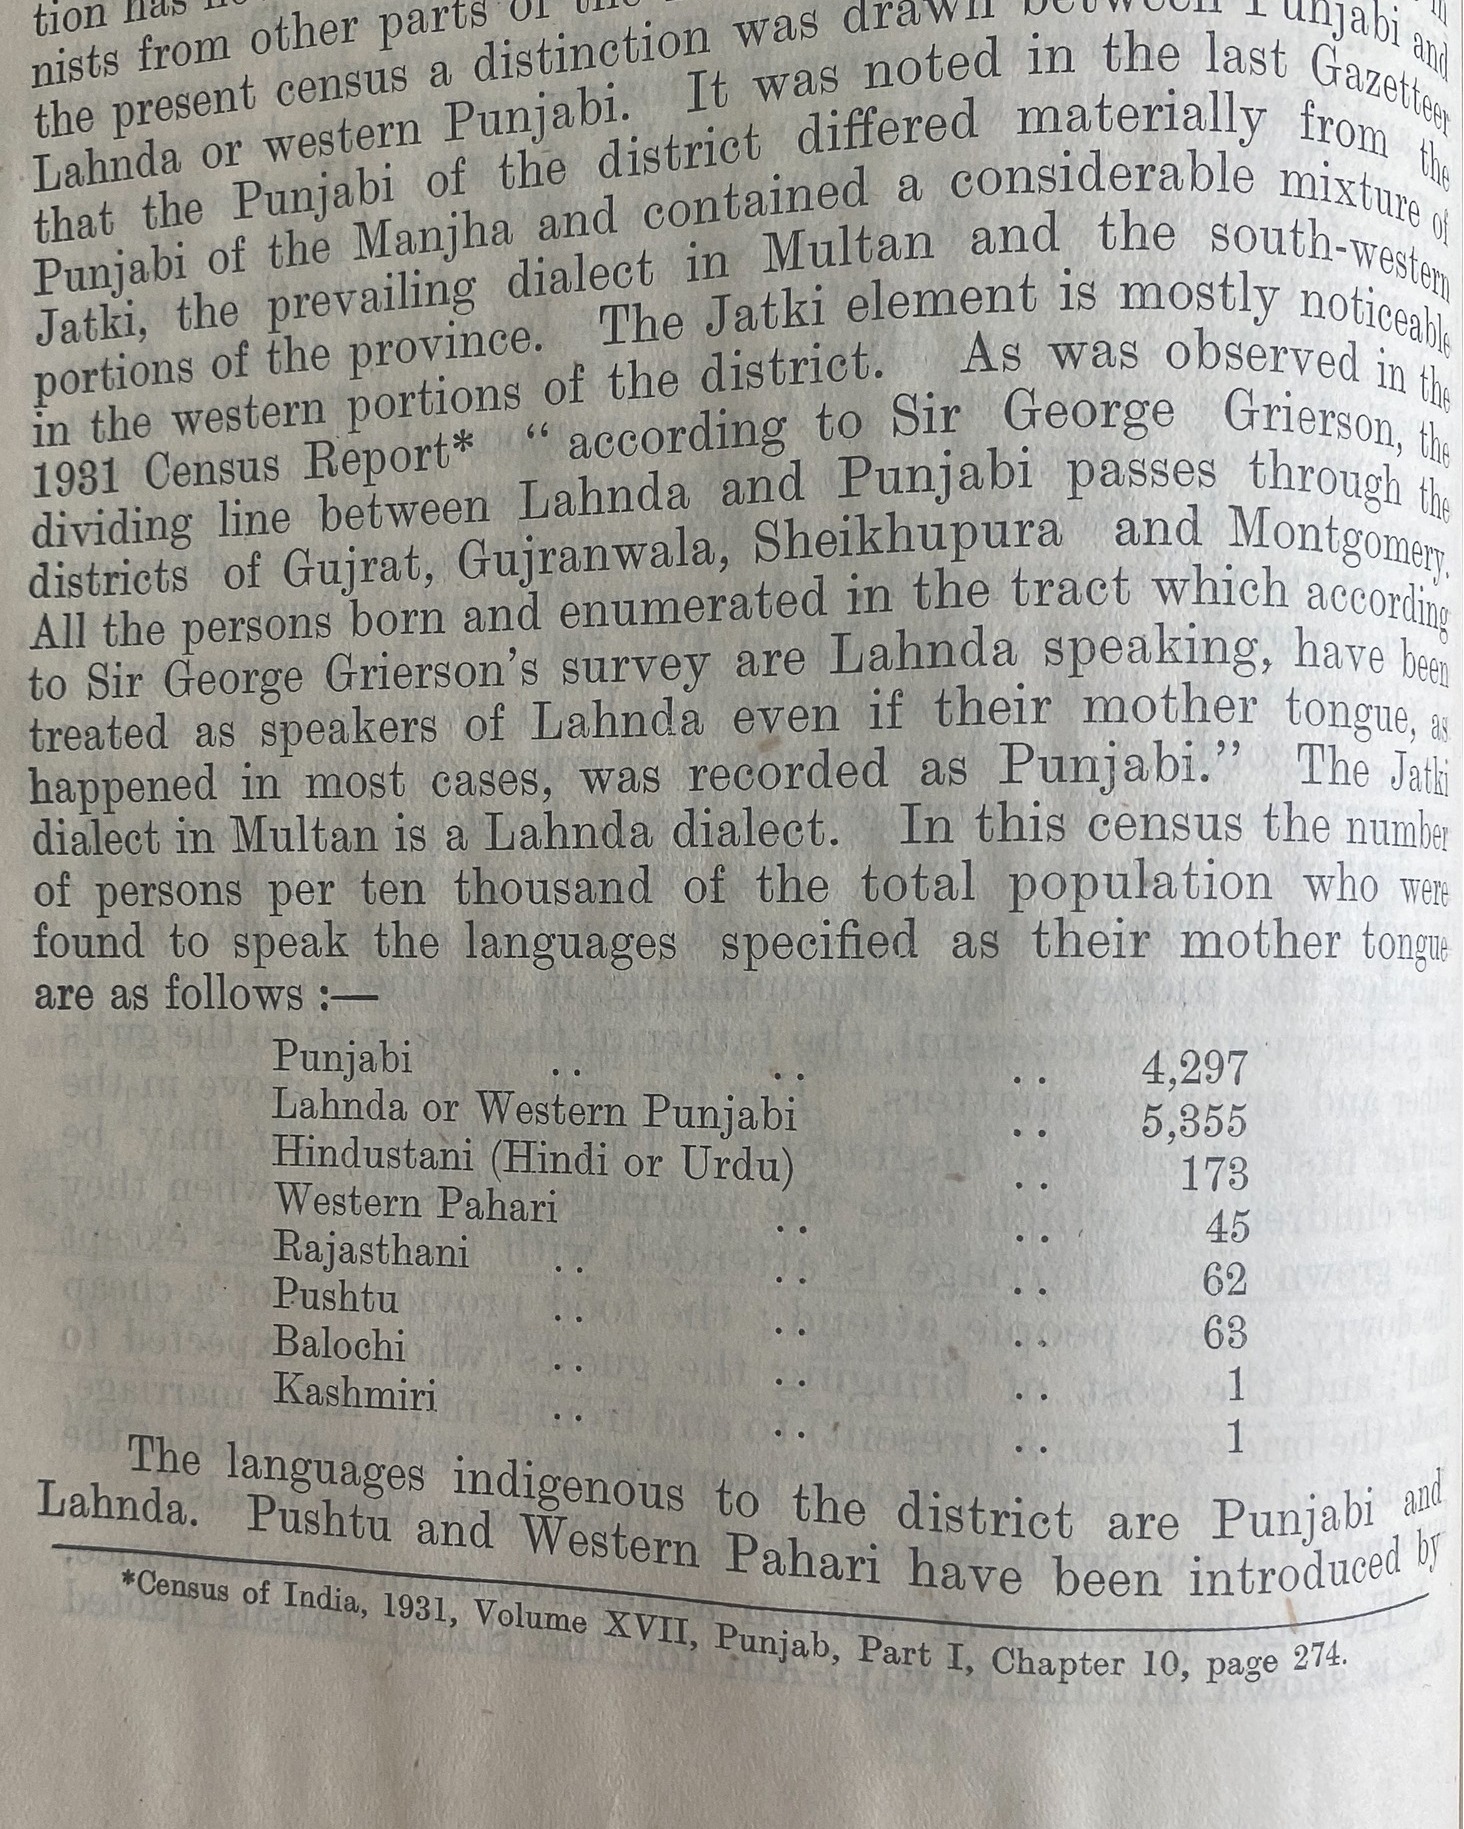 tion has
nists from other parts of the
the present census a distinction was drawn between Punjabi and
Lahnda or western Punjabi. It was noted in the last Gazetteer
that the Punjabi of the district differed materially from the
Punjabi of the Manjha and contained a considerable mixture of
Jatki, the prevailing dialect in Multan and the south-western
portions of the province. The Jatki element is mostly noticeable
in the western portions of the district. As was observed in the
1931 Census Report* “ according to Sir George Grierson, the
dividing line between Lahnda and Punjabi passes through the
districts of Gujrat, Gujranwala, Sheikhupura and Montgomery.
All the persons born and enumerated in the tract which according
to Sir George Grierson’s survey are Lahnda speaking, have been
treated as speakers of Lahnda even if their mother tongue, as
happened in most cases, was recorded as Punjabi.” The Jatki
dialect in Multan is a Lahnda dialect. In this census the number
of persons per ten thousand of the total population who were
found to speak the languages specified as their mother tongue
are as follows :—
Punjabi .. .. .. 4,297
Lahnda or Western Punjabi .. 5,355
Hindustani (Hindi or Urdu) .. 173
Western Pahari .. .. 45
Rajasthani .. .. .. 62
Pushtu .. .. .. 63
Balochi .. .. .. 1
Kashmiri .. .. .. 1
The languages indigenous to the district are Punjabi and
Lahnda. Pushtu and Western Pahari have been introduced by
*Census of India, 1931, Volume XVII, Punjab, Part I, Chapter 10, page 274.